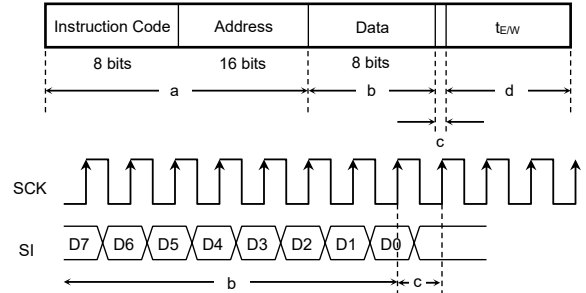 Instruction Code Address Data tE/W
8 bits 16 bits 8 bits
a b d
c
SCK
SI D7 D6 D5 D4 D3 D2 D1 D0
b c